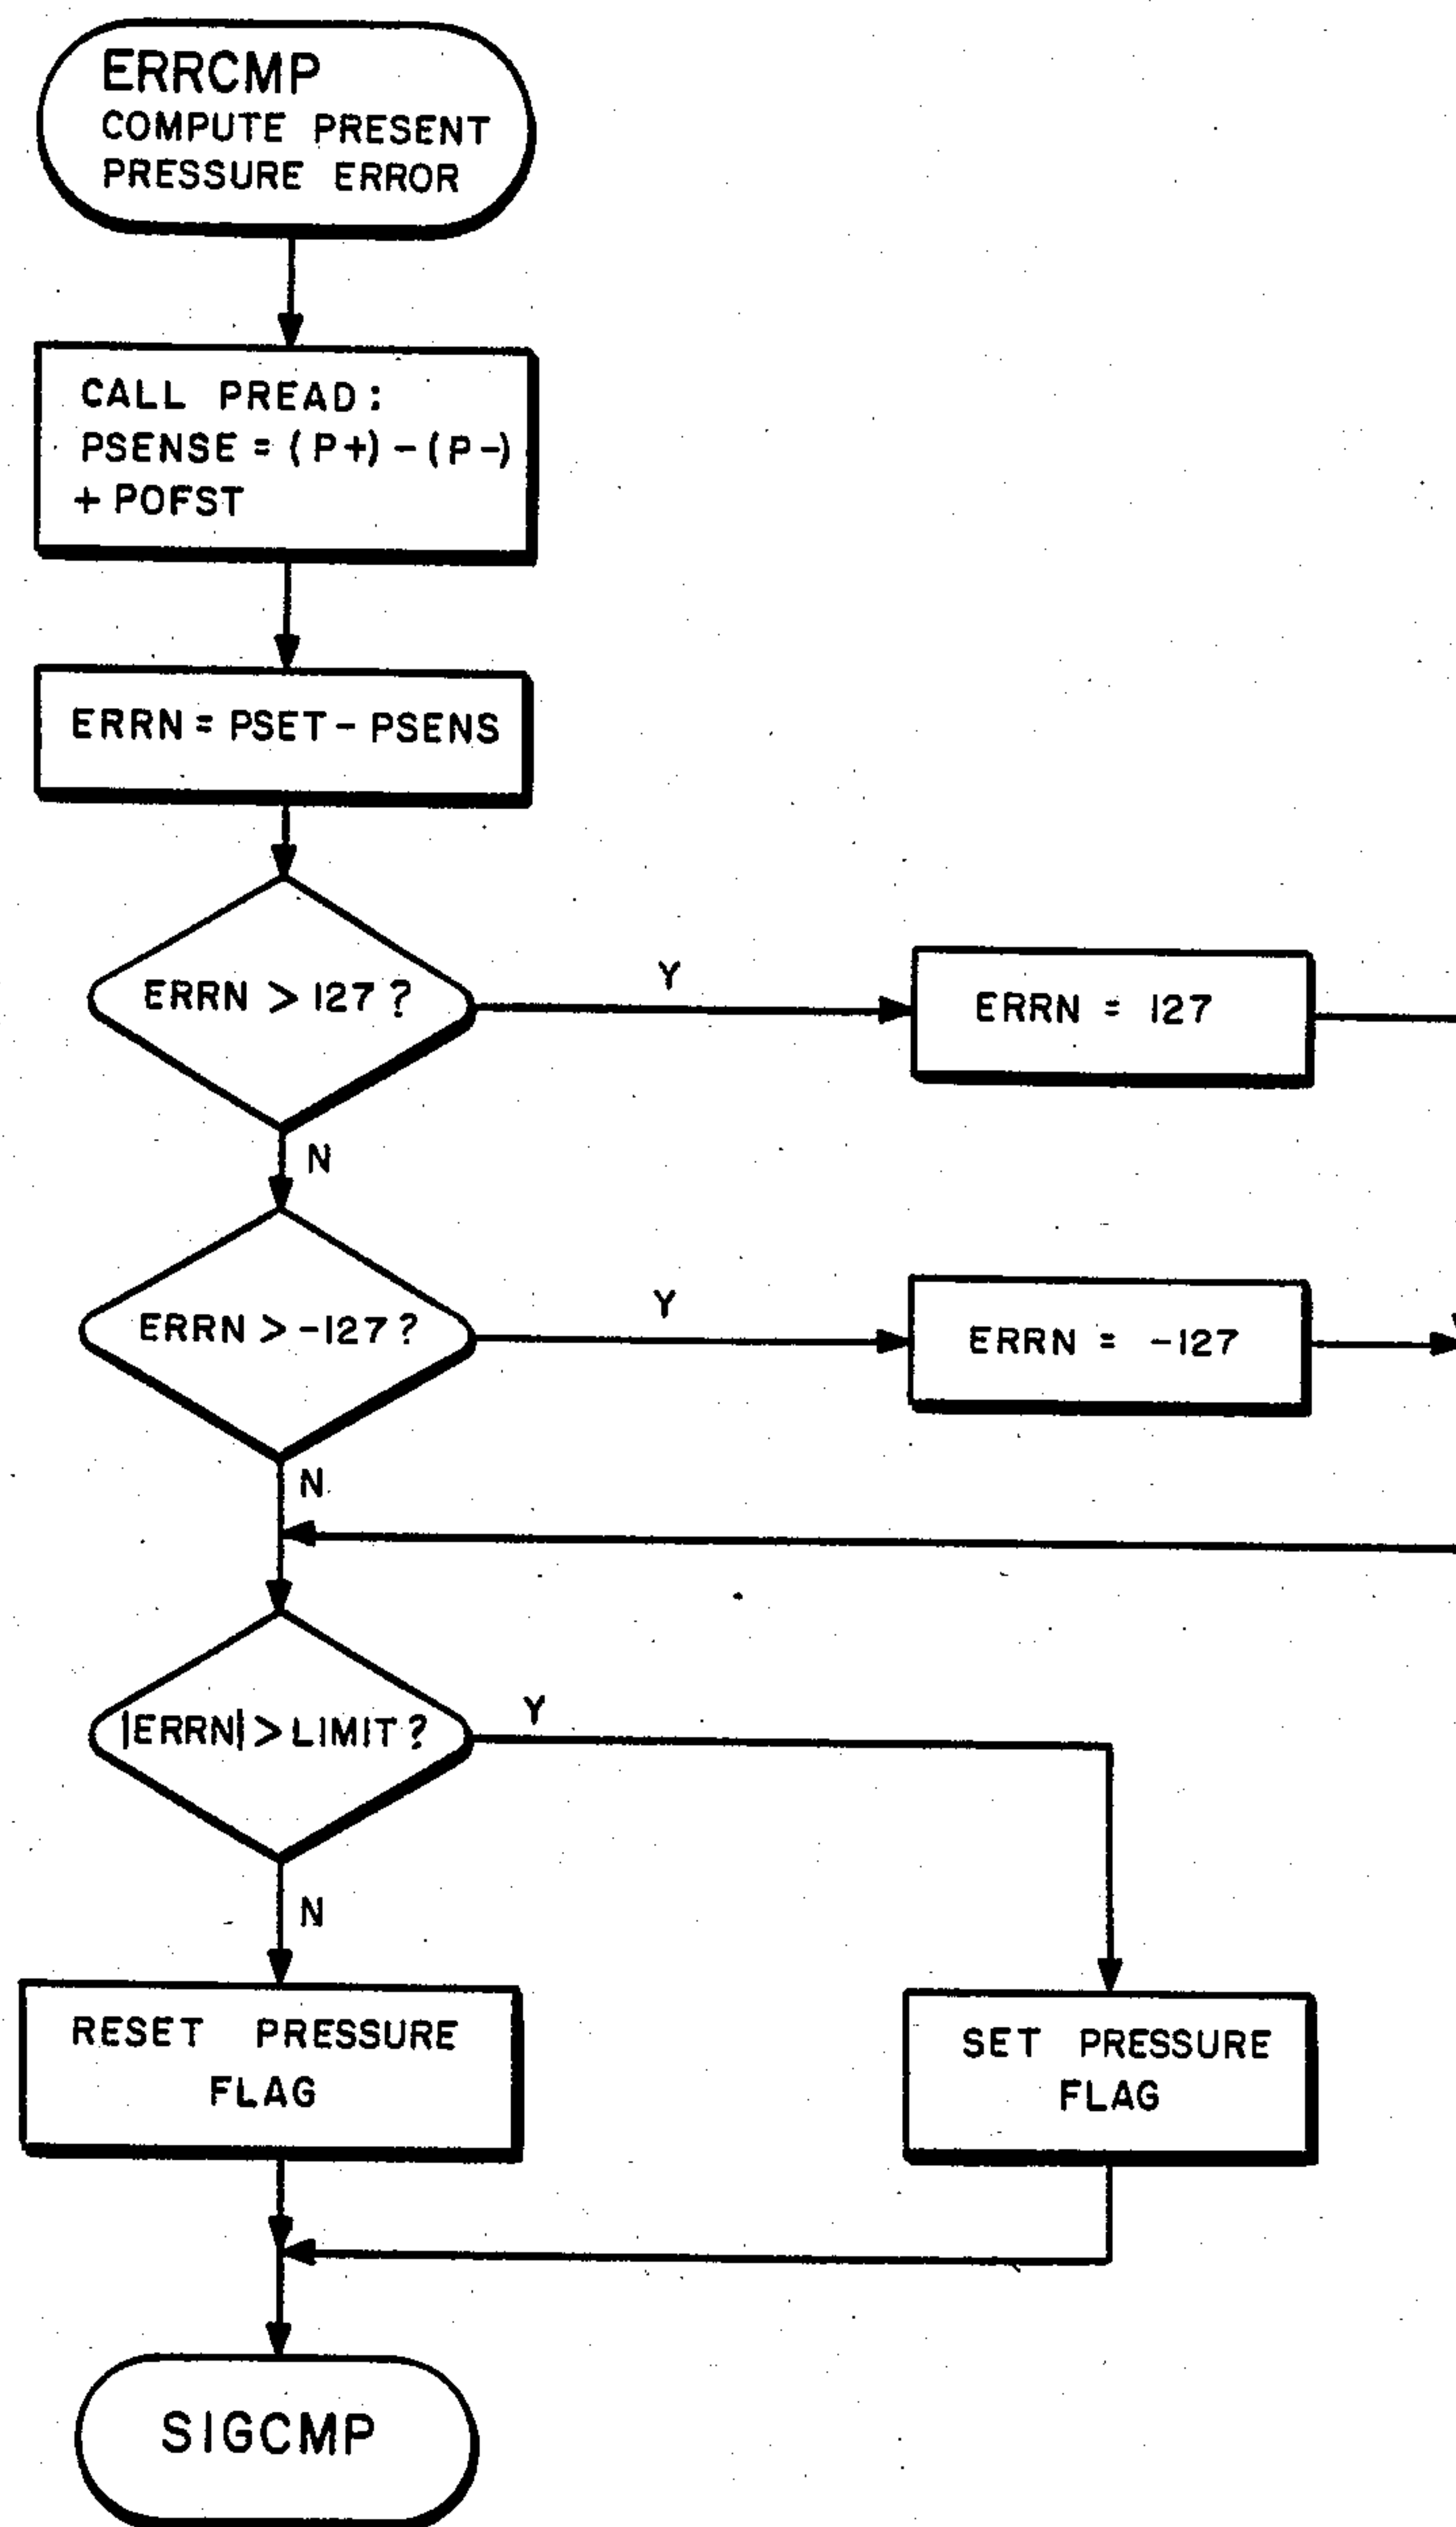 ERRCMP
COMPUTE PRESENT
PRESSURE ERROR
CALL PREAD:
PSENSE = (P+) - (P-)
+ POFST
ERRN = PSET - PSENS
ERRN > 127 ?
Y
ERRN = 127
N
ERRN > -127 ?
Y
ERRN = -127
N
|ERRN| > LIMIT ?
Y
N
RESET PRESSURE
FLAG
SET PRESSURE
FLAG
SIGCMP